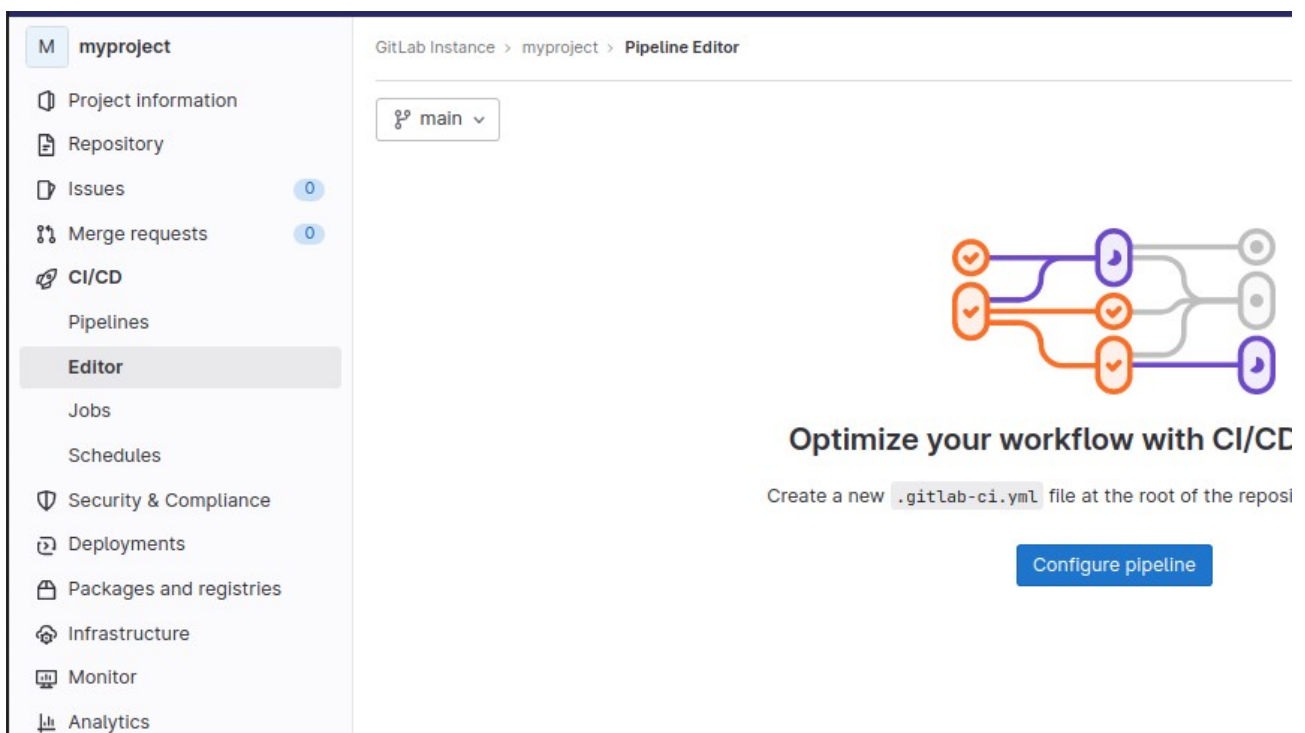 M myproject
Project information
Repository
Issues 0
Merge requests 0
CI/CD
Pipelines
Editor
Jobs
Schedules
Security & Compliance
Deployments
Packages and registries
Infrastructure
Monitor
Analytics
GitLab Instance > myproject > Pipeline Editor
main
Optimize your workflow with CI/CD
Create a new .gitlab-ci.yml file at the root of the reposi
Configure pipeline